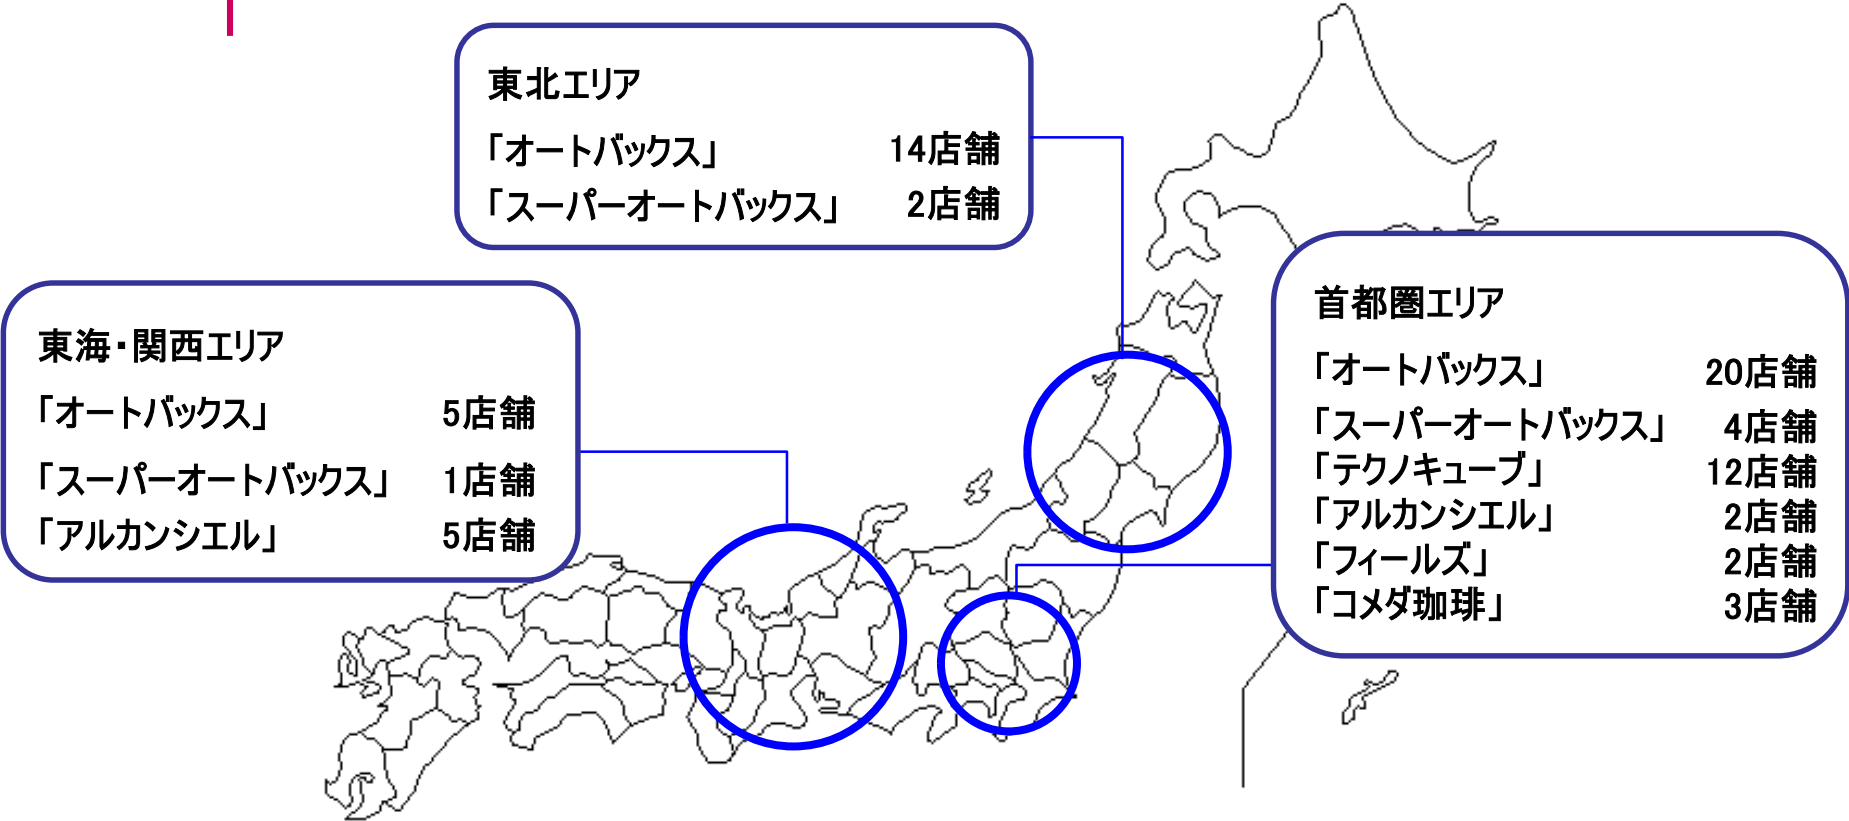 東北エリア
「オートバックス」 14店舗
「スーパーオートバックス」 2店舗
東海・関西エリア
「オートバックス」 5店舗
「スーパーオートバックス」 1店舗
「アルカンシエル」 5店舗
首都圏エリア
「オートバックス」 20店舗
「スーパーオートバックス」 4店舗
「テクノキューブ」 12店舗
「アルカンシエル」 2店舗
「フィールズ」 2店舗
「コメダ珈琲」 3店舗